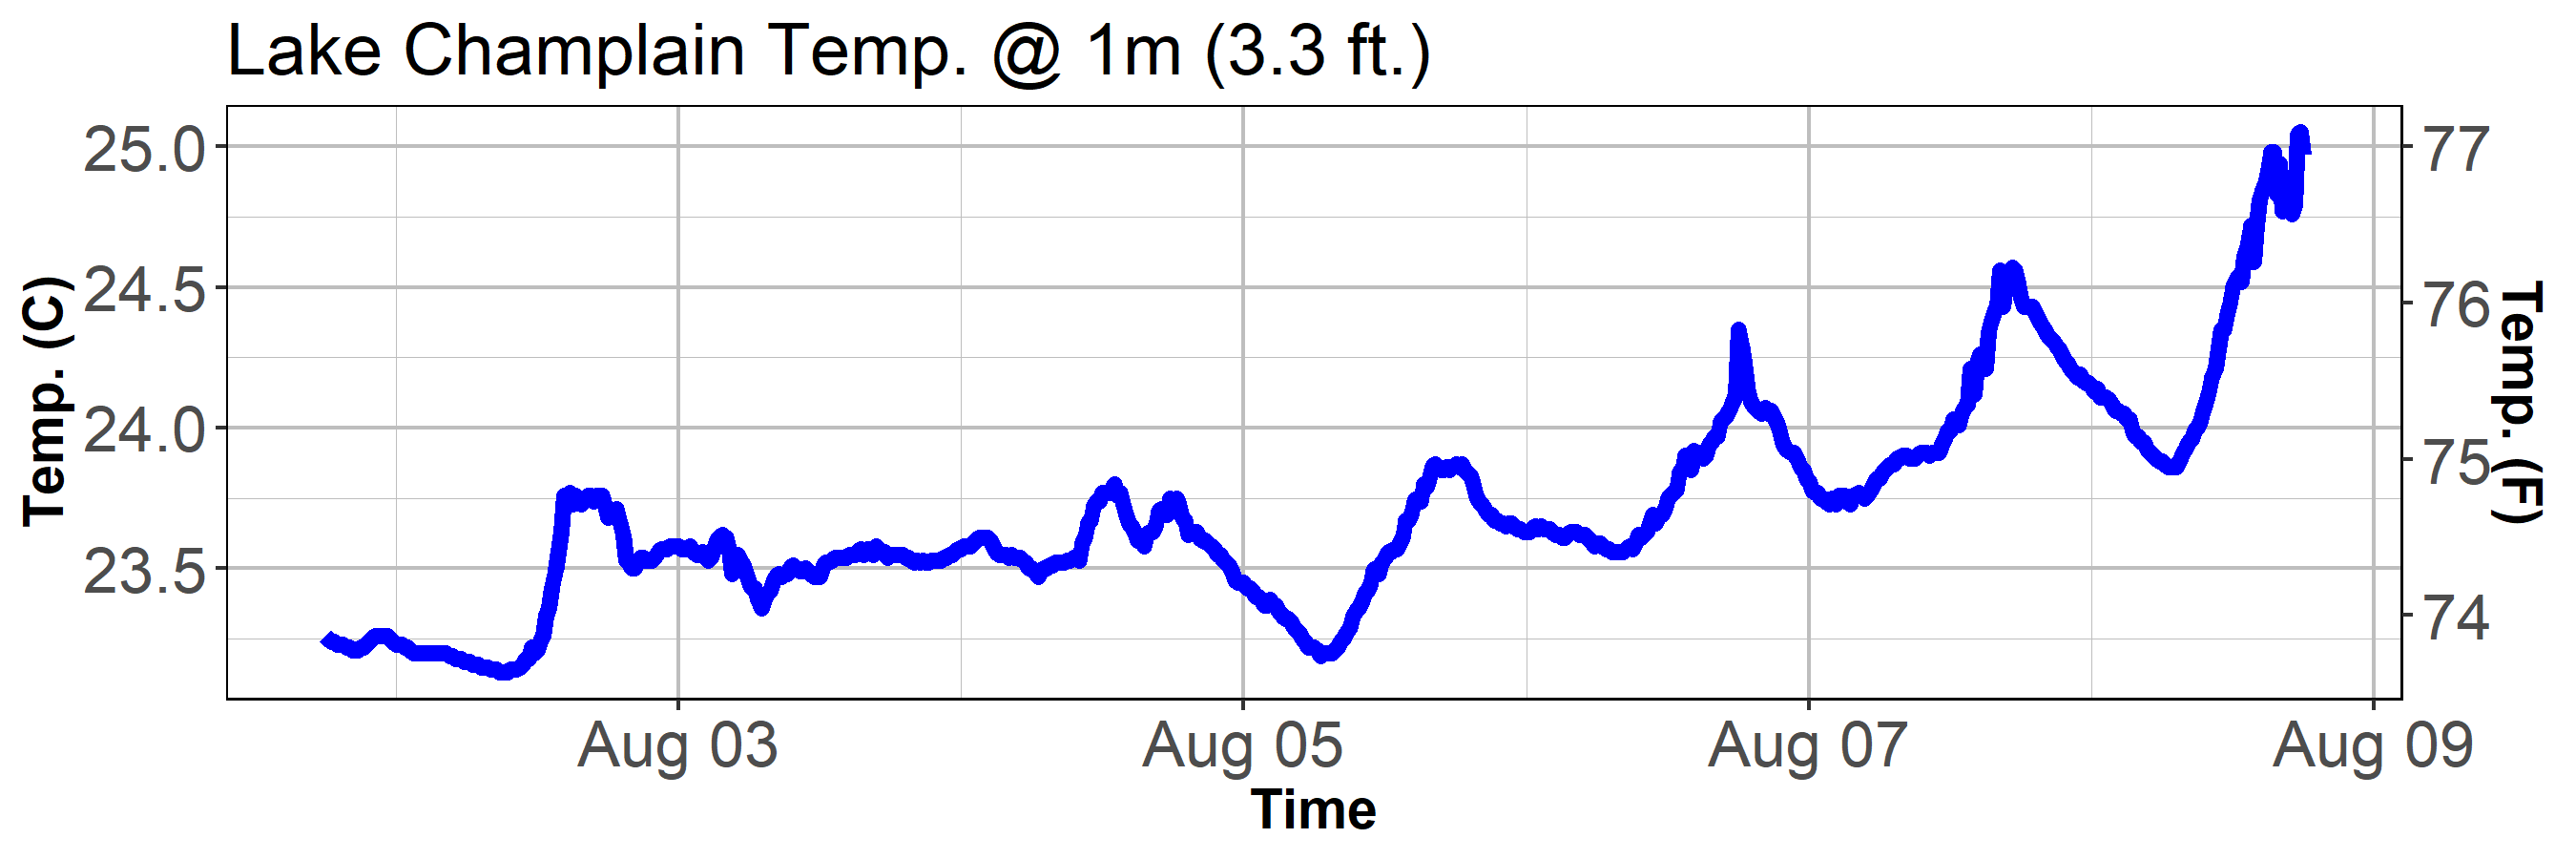 Lake Champlain Temp. @ 1m (3.3 ft.)
Temp. (C)
25.0
24.5
24.0
23.5
77
76
75
74
Temp. (F)
Aug 03 Aug 05 Aug 07 Aug 09
Time